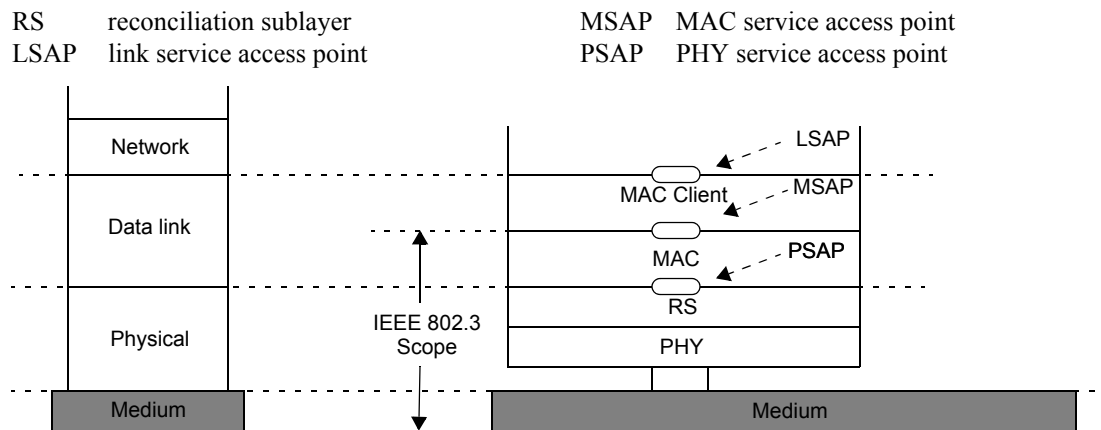 RS reconciliation sublayer MSAP MAC service access point
LSAP link service access point PSAP PHY service access point
Network
Data link
Physical
Medium
IEEE 802.3
Scope
LSAP
MAC Client
MSAP
MAC
PSAP
RS
PHY
Medium